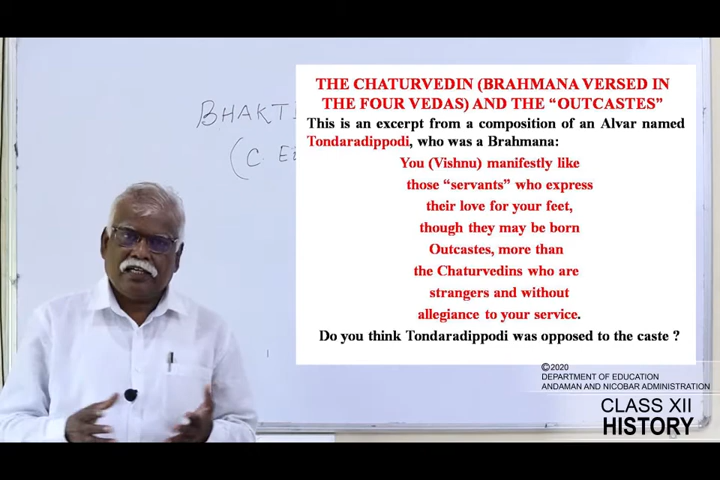 THE CHATURVEDIN (BRAHMANA VERSED IN
THE FOUR VEDAS) AND THE “OUTCASTES”
This is an excerpt from a composition of an Alvar named
Tondaradippodi, who was a Brahmana:
You (Vishnu) manifestly like
those “servants” who express
their love for your feet,
though they may be born
Outcastes, more than
the Chaturvedins who are
strangers and without
allegiance to your service.
Do you think Tondaradippodi was opposed to the caste ?
BHAKTI
(C.
©2020
DEPARTMENT OF EDUCATION
ANDAMAN AND NICOBAR ADMINISTRATION
CLASS XII
HISTORY